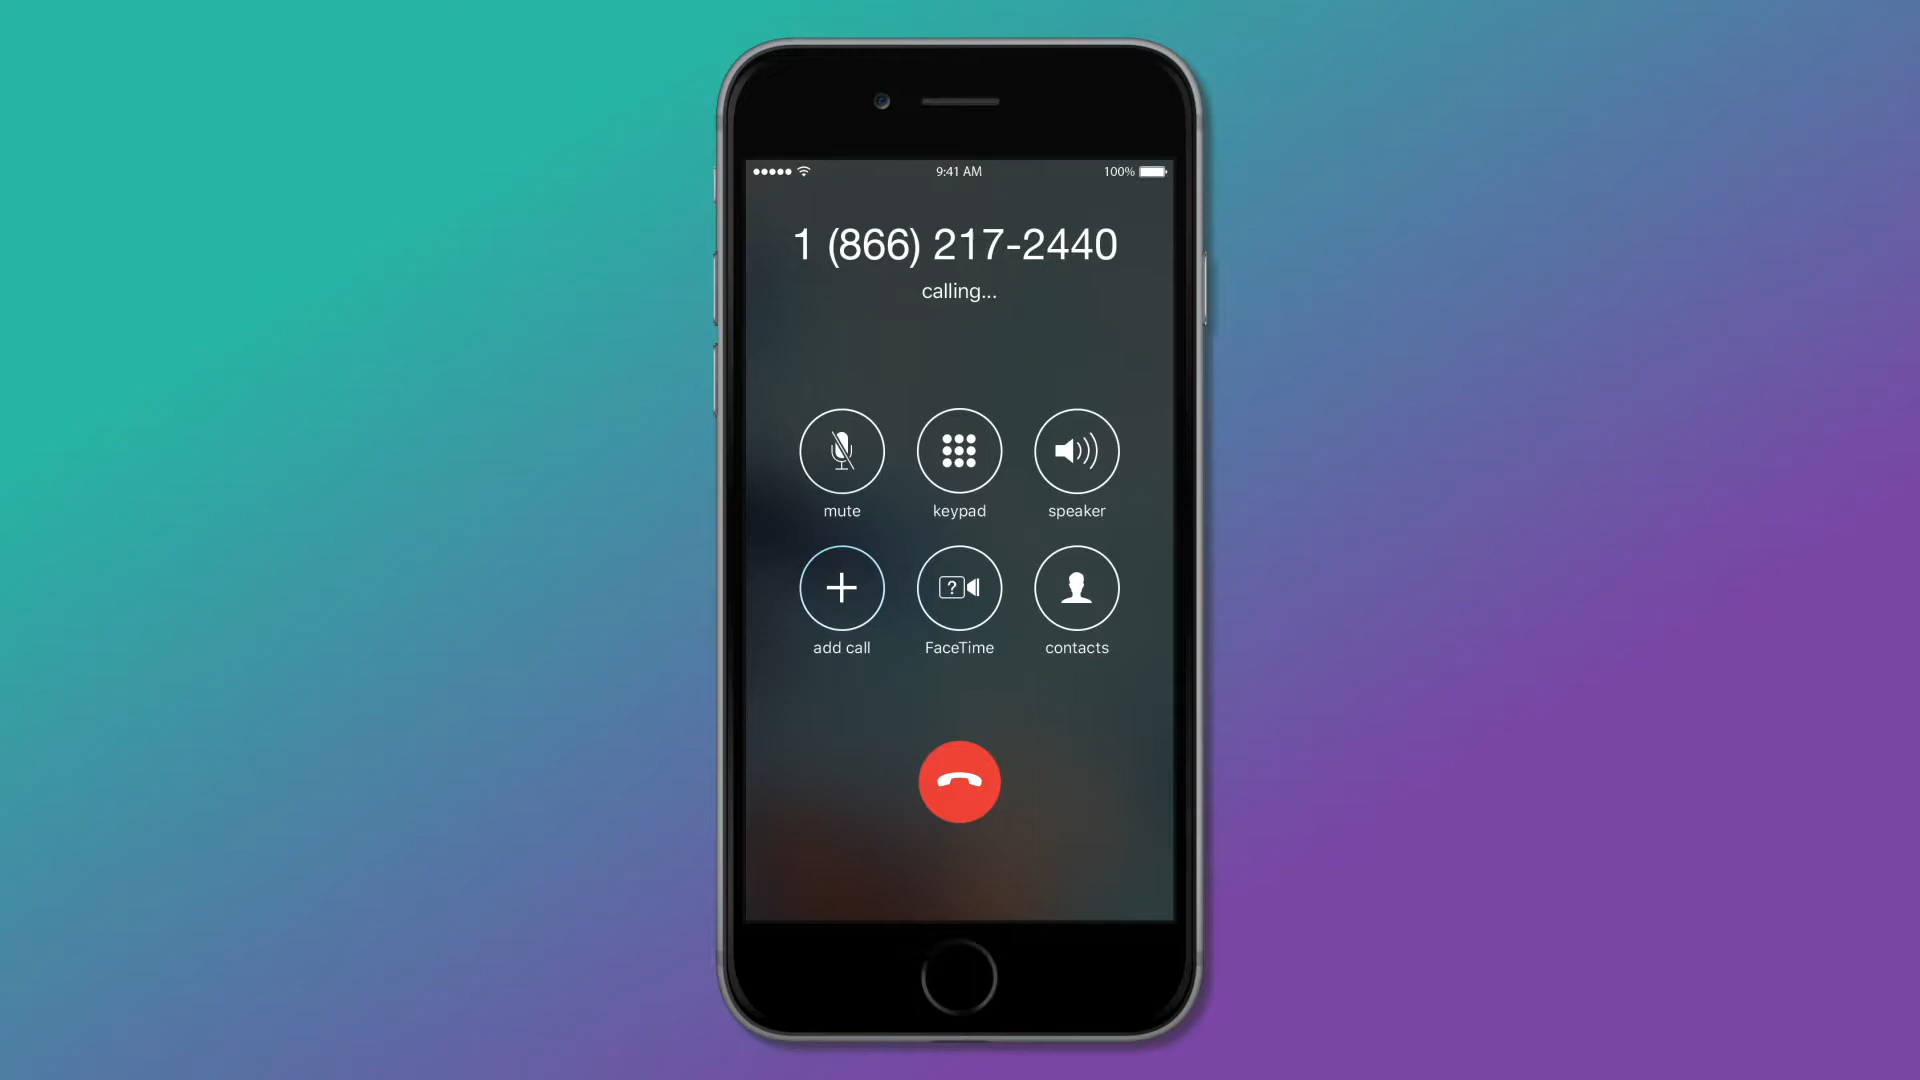 9:41 AM
100%
1 (866) 217-2440
calling...
mute
keypad
speaker
add call
?
FaceTime
contacts